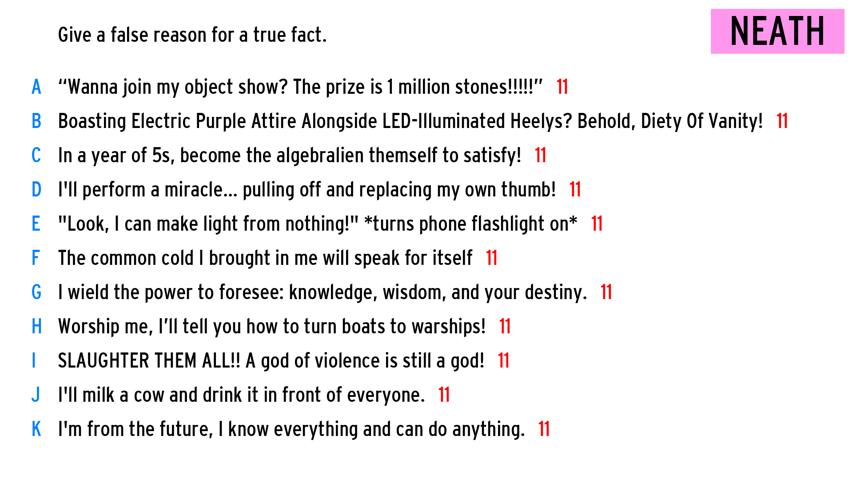 Give a false reason for a true fact.
NEATH
A “Wanna join my object show? The prize is 1 million stones!!!!!” 11
B Boasting Electric Purple Attire Alongside LED-Illuminated Heelys? Behold, Diety Of Vanity! 11
C In a year of 5s, become the algebralien themself to satisfy! 11
D I'll perform a miracle... pulling off and replacing my own thumb! 11
E "Look, I can make light from nothing!" *turns phone flashlight on* 11
F The common cold I brought in me will speak for itself 11
G I wield the power to foresee: knowledge, wisdom, and your destiny. 11
H Worship me, I’ll tell you how to turn boats to warships! 11
I SLAUGHTER THEM ALL!! A god of violence is still a god! 11
J I'll milk a cow and drink it in front of everyone. 11
K I'm from the future, I know everything and can do anything. 11